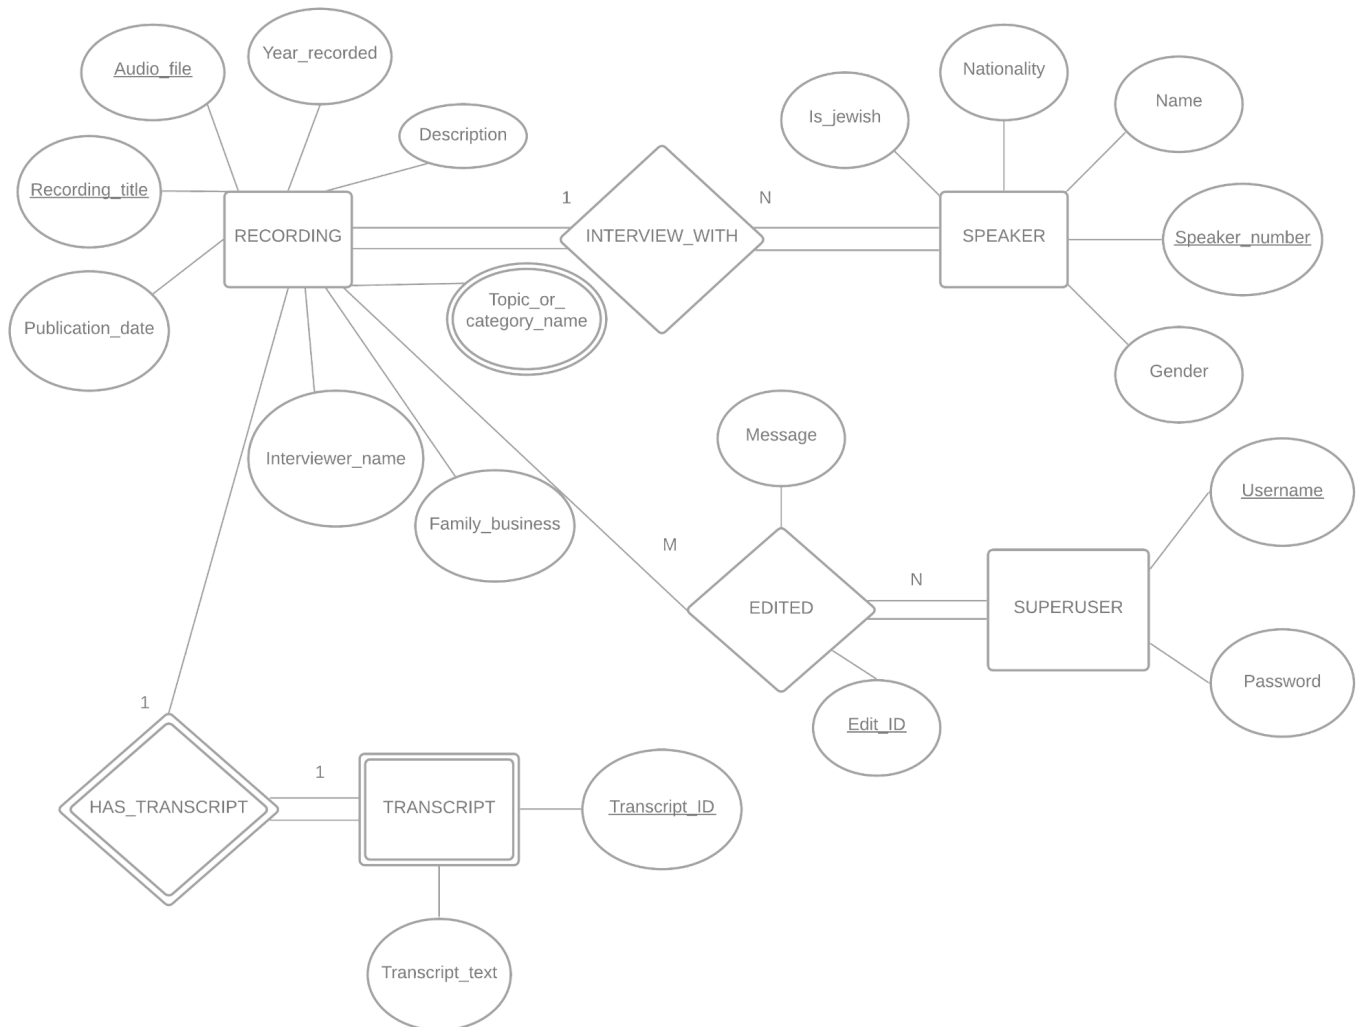 Year_recorded
Audio_file
Nationality
Name
Is_jewish
Description
Recording_title
1
N
RECORDING
INTERVIEW_WITH
SPEAKER
Speaker_number
Topic_or_
category_name
Publication_date
Gender
Message
Interviewer_name
Username
Family_business
M
N
EDITED
SUPERUSER
Password
1
Edit_ID
1
HAS_TRANSCRIPT
TRANSCRIPT
Transcript_ID
Transcript_text